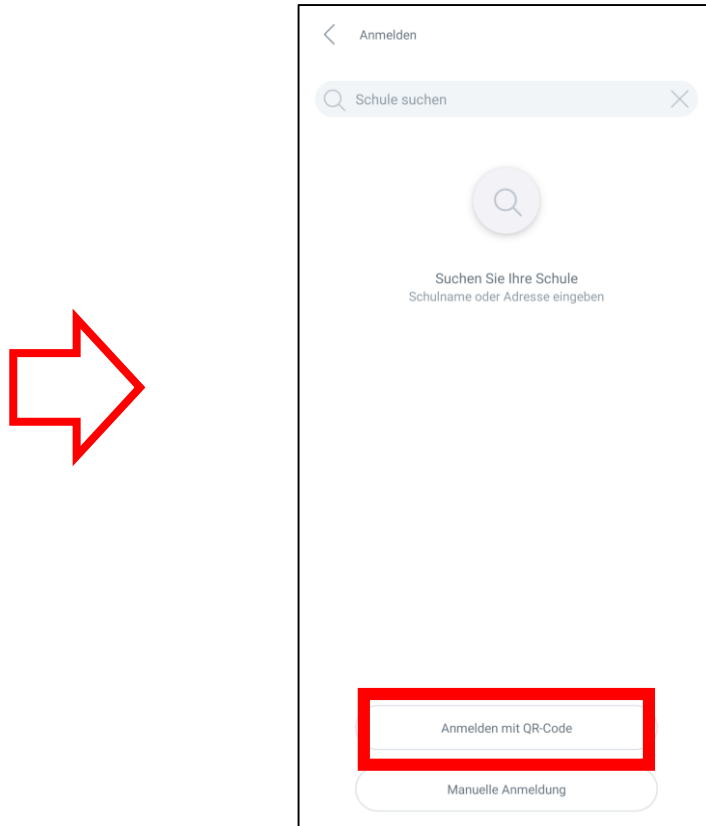 Anmelden
Schule suchen
Suchen Sie Ihre Schule
Schulname oder Adresse eingeben
Anmelden mit QR-Code
Manuelle Anmeldung